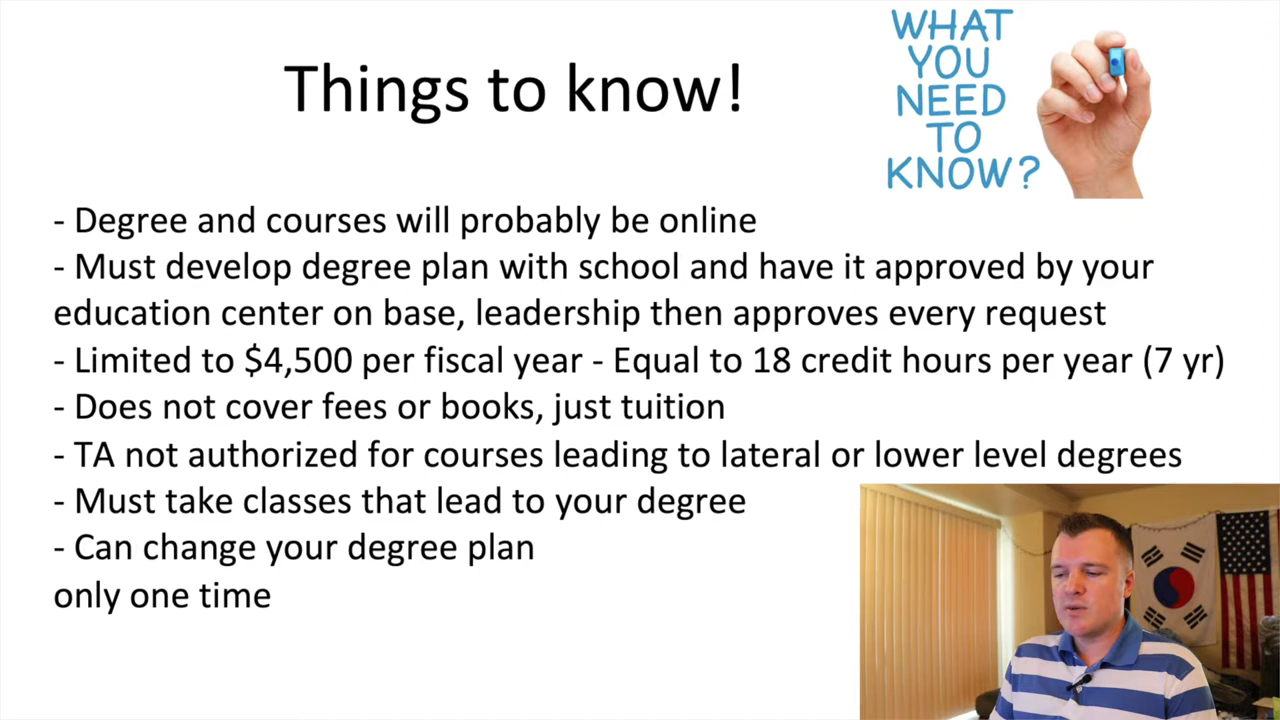 Things to know!
WHAT
YOU
NEED
TO
KNOW?
- Degree and courses will probably be online
- Must develop degree plan with school and have it approved by your
education center on base, leadership then approves every request
- Limited to $4,500 per fiscal year - Equal to 18 credit hours per year (7 yr)
- Does not cover fees or books, just tuition
- TA not authorized for courses leading to lateral or lower level degrees
- Must take classes that lead to your degree
- Can change your degree plan
only one time